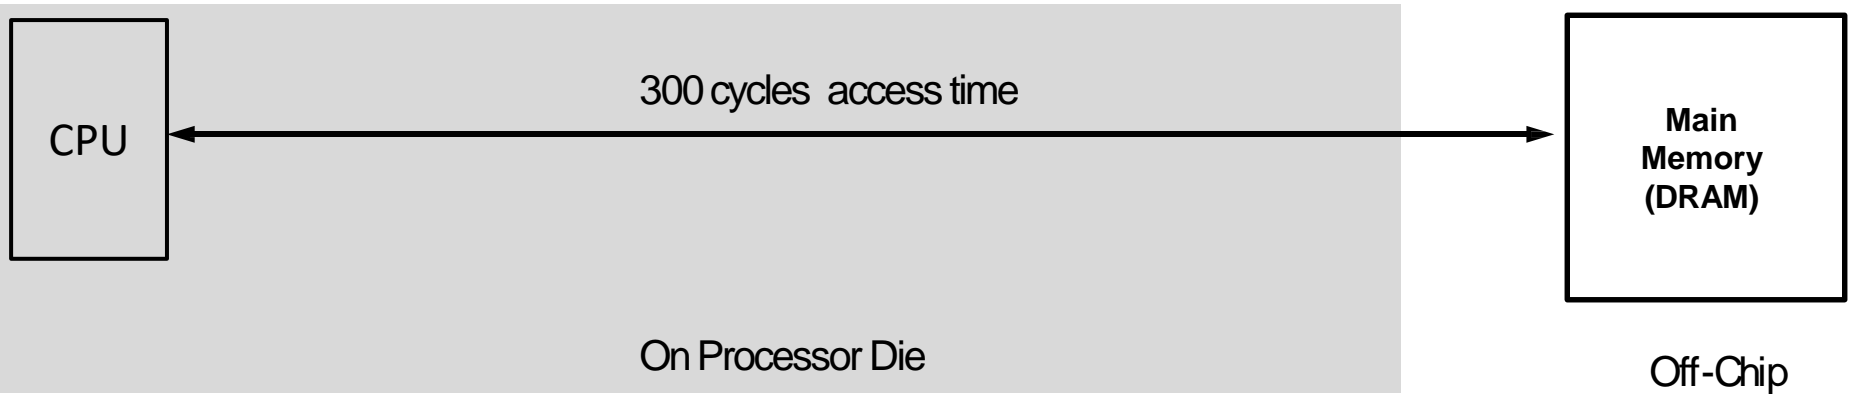 300 cycles access time
CPU
Main
Memory
(DRAM)
On Processor Die
Off-Chip